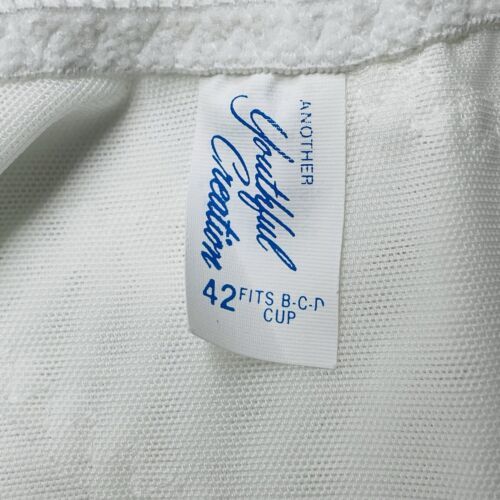 ANOTHER
Youthful
Creation
42 FITS B-C-D
CUP